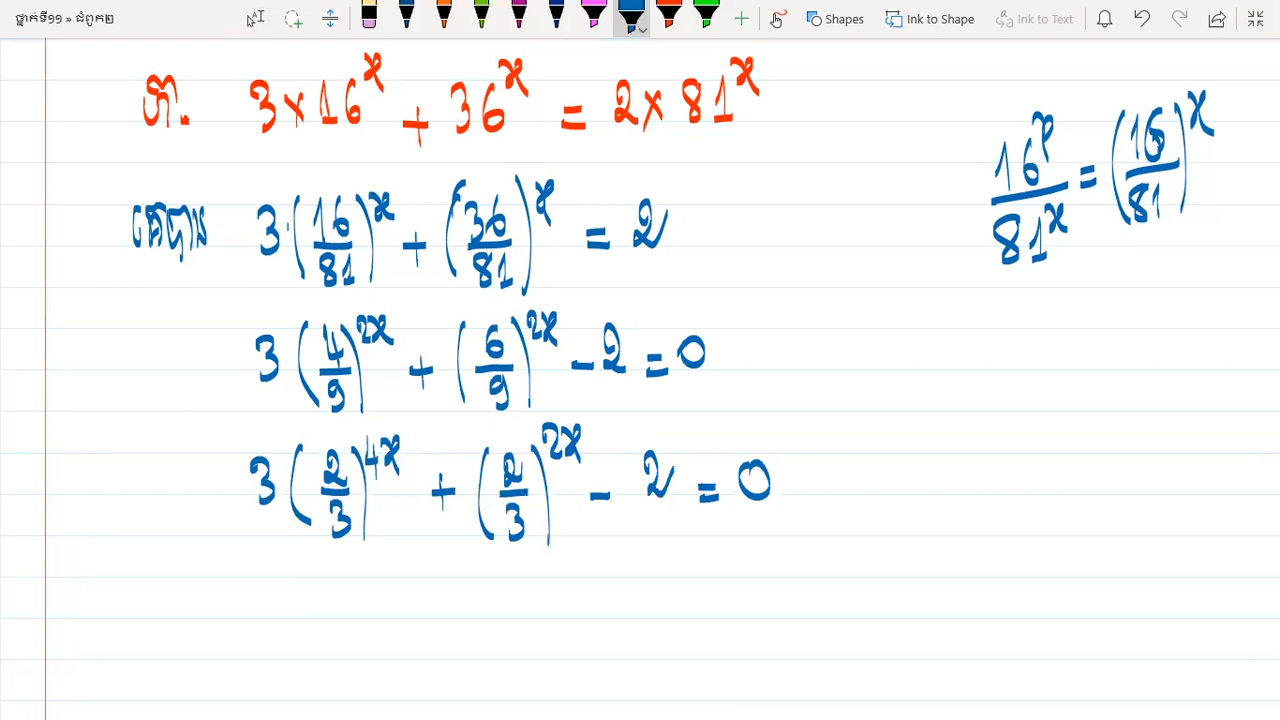 ថ្នាក់ទី១១ » ជំពូក២
Shapes
Ink to Shape
Ink to Text
ហ. 3×16^x + 36^x = 2×81^x
គេបាន 3·(16/81)^x + (36/81)^x = 2
3(4/9)^2x + (6/9)^2x - 2 = 0
3(2/3)^4x + (2/3)^2x - 2 = 0
16^x/81^x = (16/81)^x